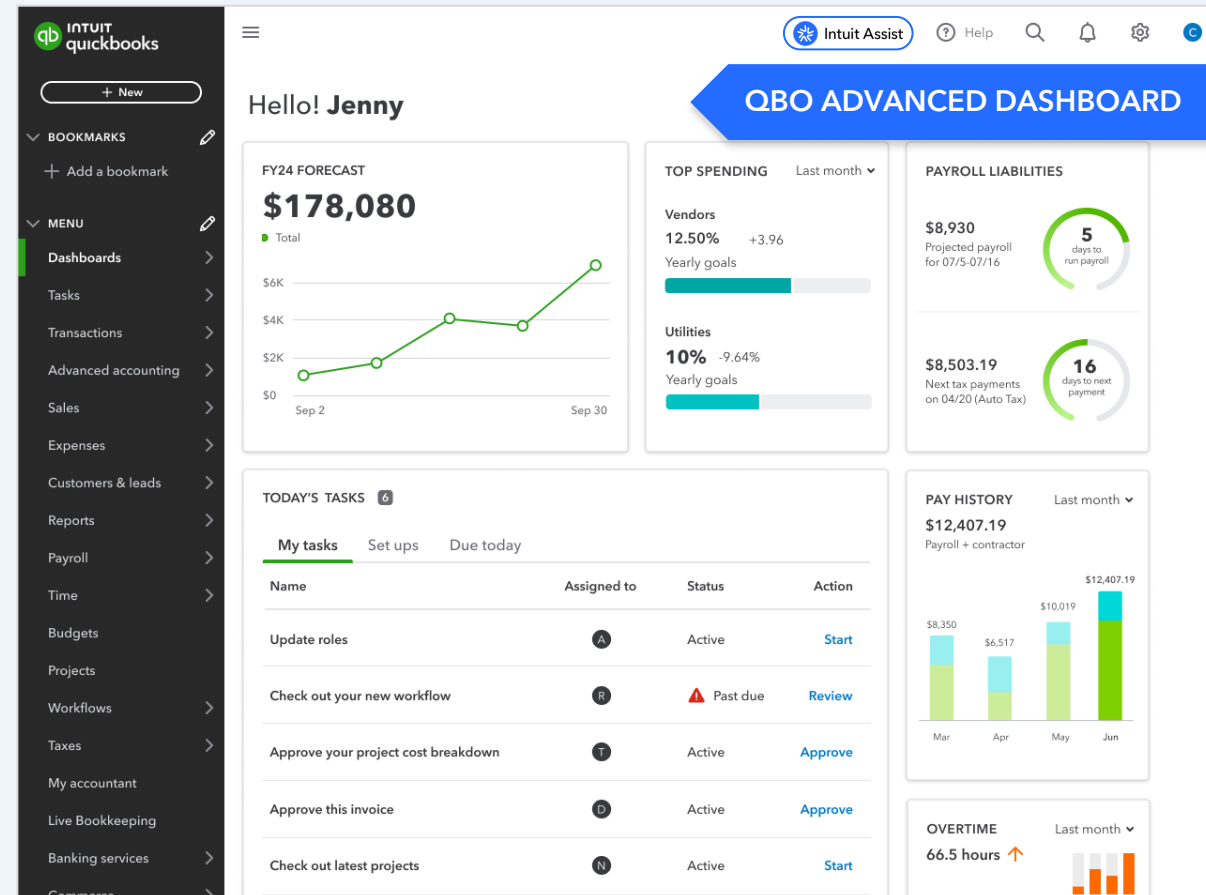 INTUIT
qb quickbooks
Intuit Assist
Help
C
+ New
QBO ADVANCED DASHBOARD
Hello! Jenny
BOOKMARKS
+ Add a bookmark
MENU
Dashboards
Tasks
Transactions
Advanced accounting
Sales
Expenses
Customers & leads
Reports
Payroll
Time
Budgets
Projects
Workflows
Taxes
My accountant
Live Bookkeeping
Banking services
Commerce
FY24 FORECAST
$178,080
Total
$6K
$4K
$2K
$0
Sep 2 Sep 30
TOP SPENDING Last month
Vendors
12.50% +3.96
Yearly goals
Utilities
10% -9.64%
Yearly goals
PAYROLL LIABILITIES
$8,930
Projected payroll
for 07/5-07/16
5
days to
run payroll
$8,503.19
Next tax payments
on 04/20 (Auto Tax)
16
days to next
payment
TODAY'S TASKS 6
My tasks Set ups Due today
Name Assigned to Status Action
Update roles A Active Start
Check out your new workflow R Past due Review
Approve your project cost breakdown T Active Approve
Approve this invoice D Active Approve
Check out latest projects N Active Start
PAY HISTORY Last month
$12,407.19
Payroll + contractor
$8,350
$6,517
$10,019
$12,407.19
Mar Apr May Jun
OVERTIME Last month
66.5 hours